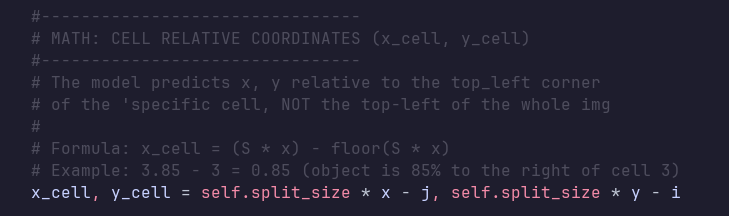 #--------------------------------
# MATH: CELL RELATIVE COORDINATES (x_cell, y_cell)
#--------------------------------
# The model predicts x, y relative to the top_left corner
# of the 'specific cell, NOT the top-left of the whole img
#
# Formula: x_cell = (S * x) - floor(S * x)
# Example: 3.85 - 3 = 0.85 (object is 85% to the right of cell 3)
x_cell, y_cell = self.split_size * x - j, self.split_size * y - i